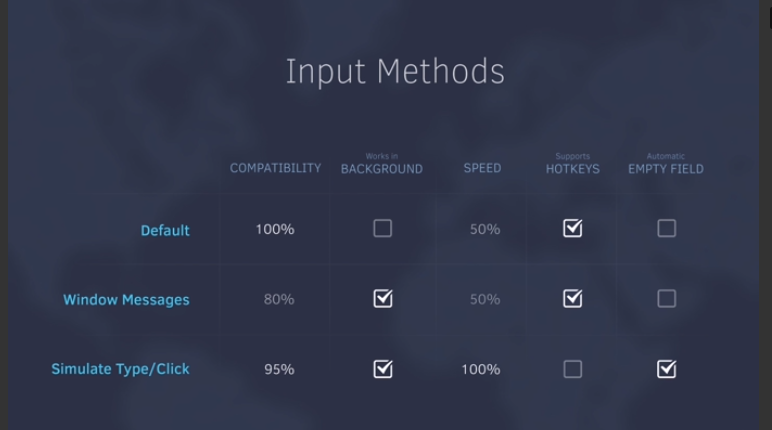 Input Methods
COMPATIBILITY Works in BACKGROUND SPEED Supports HOTKEYS Automatic EMPTY FIELD
Default 100% 50%
Window Messages 80% 50%
Simulate Type/Click 95% 100%